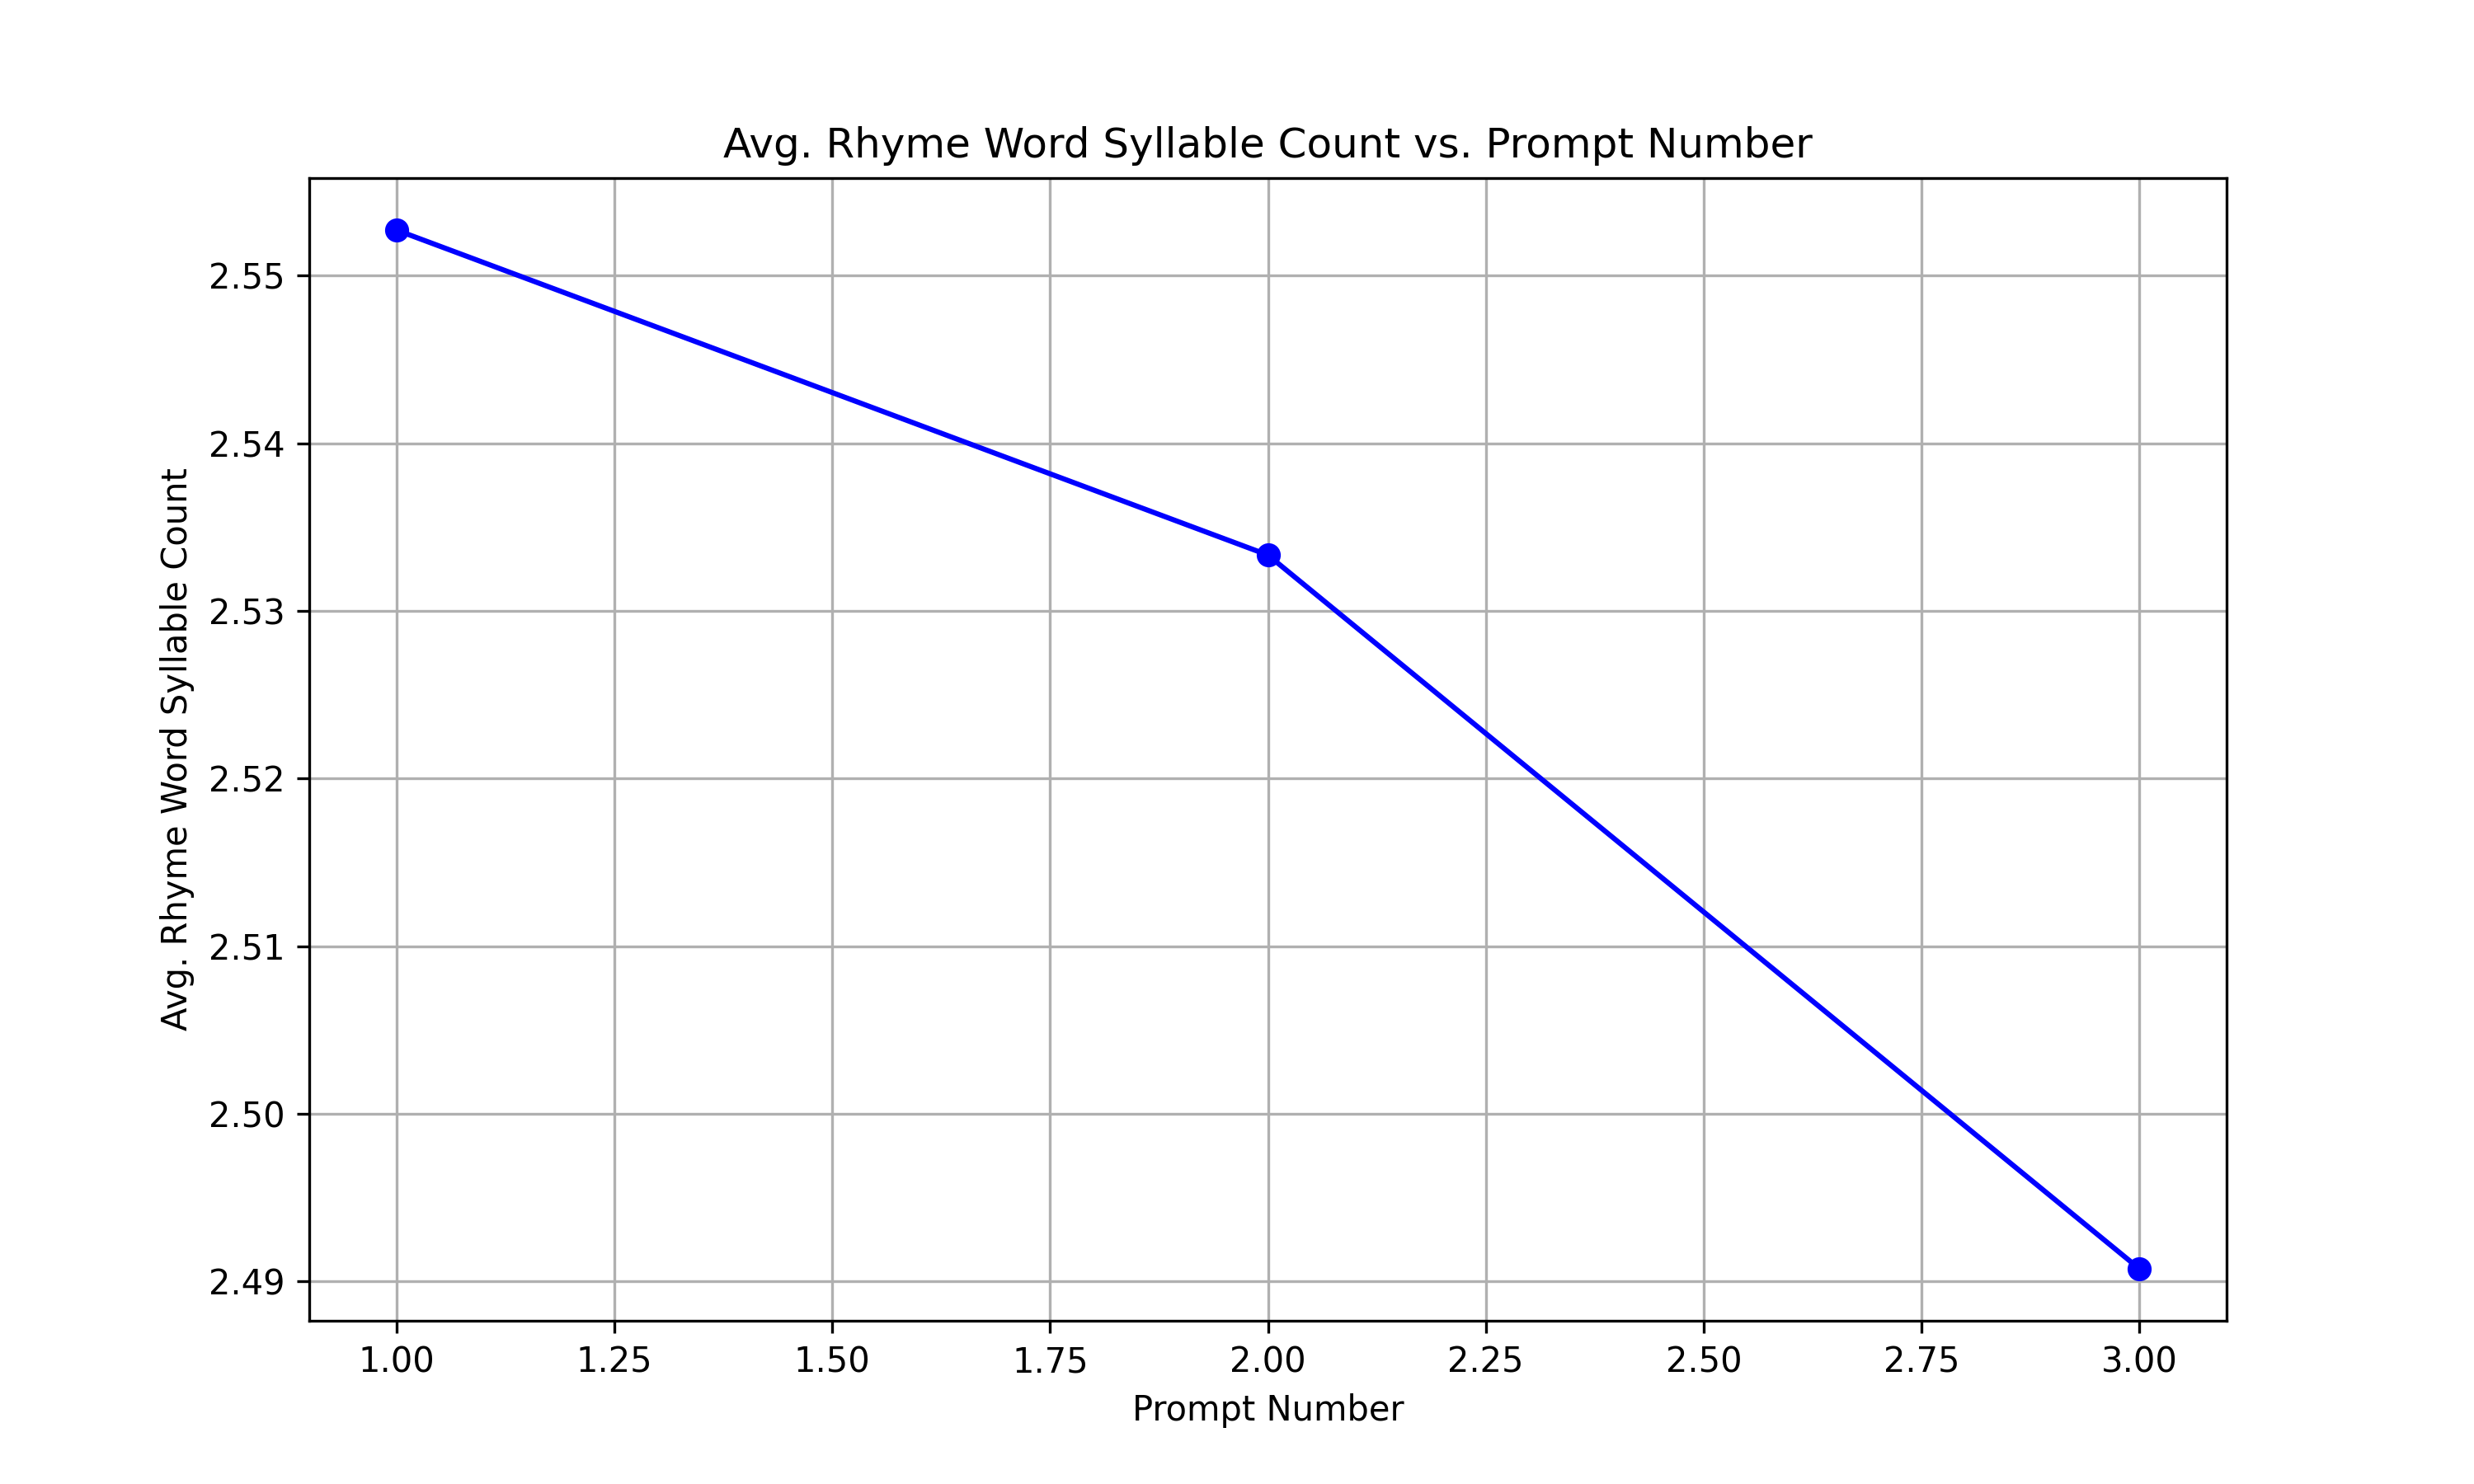 Avg. Rhyme Word Syllable Count vs. Prompt Number
Avg. Rhyme Word Syllable Count
2.55
2.54
2.53
2.52
2.51
2.50
2.49
1.00 1.25 1.50 1.75 2.00 2.25 2.50 2.75 3.00
Prompt Number